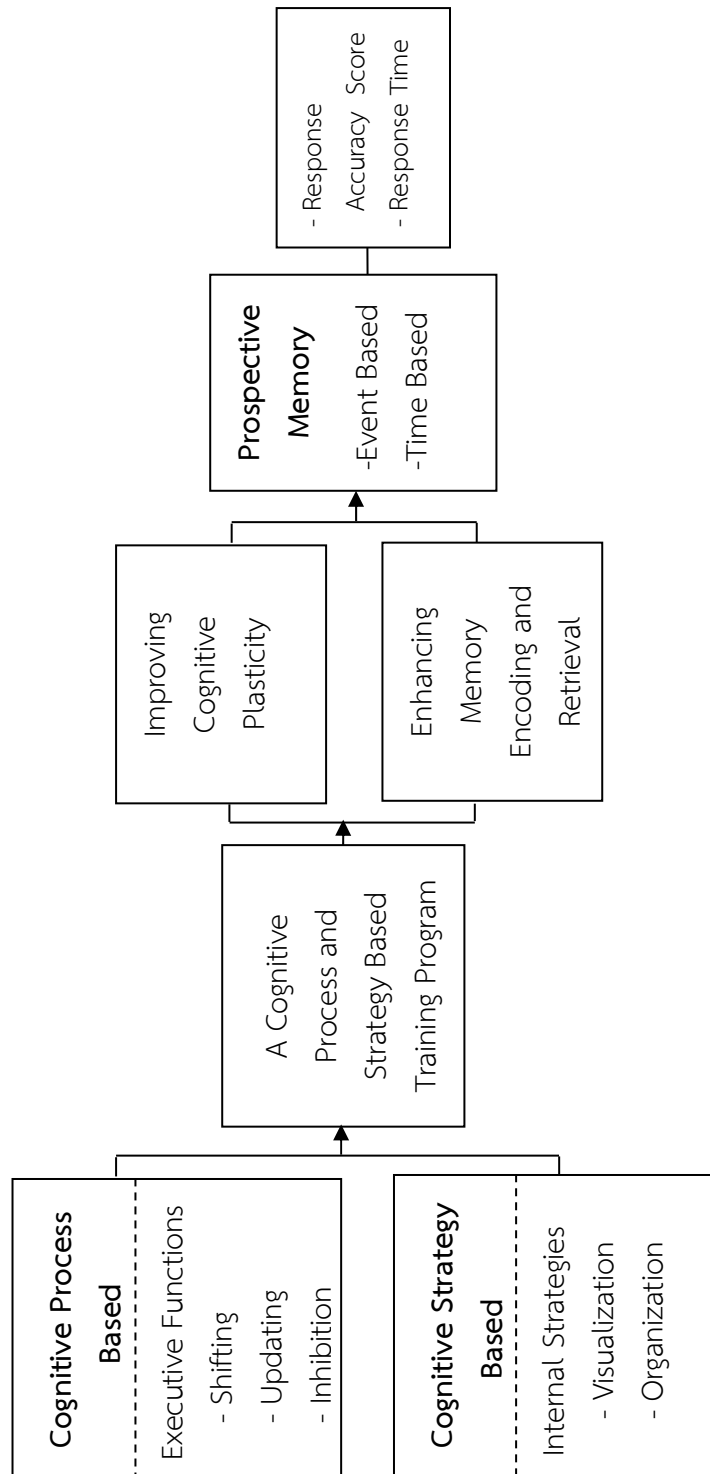 Cognitive Process
Based
Executive Functions
- Shifting
- Updating
- Inhibition
Cognitive Strategy
Based
Internal Strategies
- Visualization
- Organization
A Cognitive
Process and
Strategy Based
Training Program
Improving
Cognitive
Plasticity
Enhancing
Memory
Encoding and
Retrieval
Prospective
Memory
-Event Based
-Time Based
- Response
Accuracy Score
- Response Time